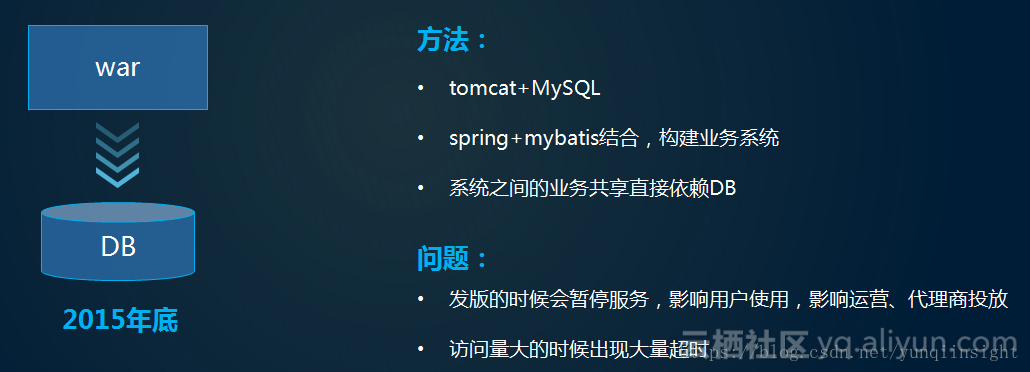 war
DB
2015年底
方法：
• tomcat+MySQL
• spring+mybatis结合，构建业务系统
• 系统之间的业务共享直接依赖DB
问题：
• 发版的时候会暂停服务，影响用户使用，影响运营、代理商投放
• 访问量大的时候出现大量超时
云栖社区 yq.aliyun.com
https://blog.csdn.net/yunqiinsight